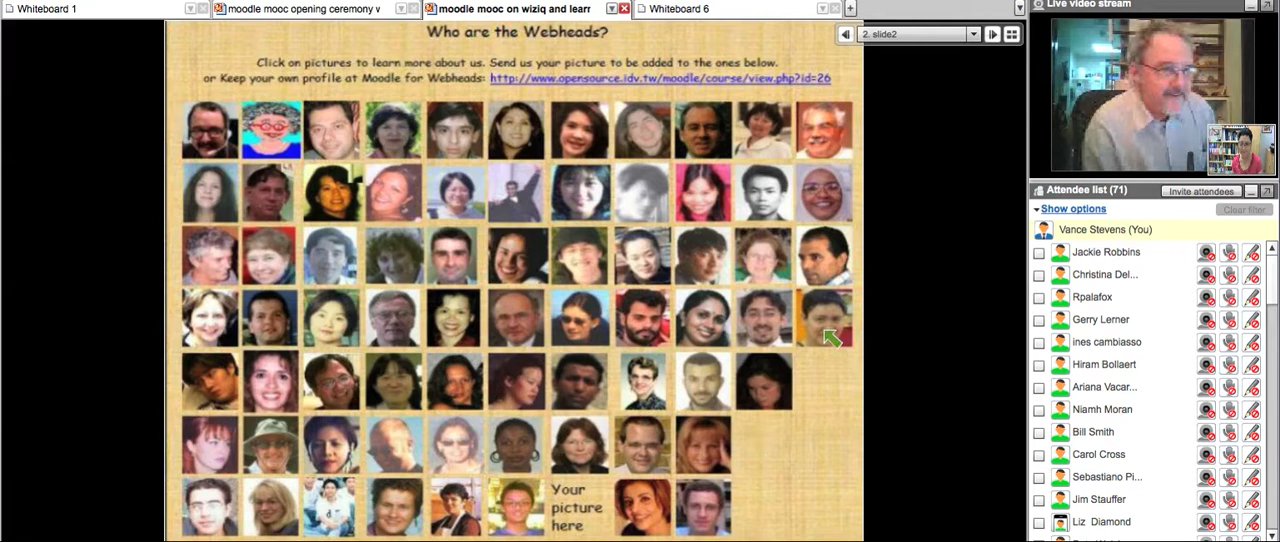 Whiteboard 1
moodle mooc opening ceremony v
moodle mooc on wiziq and learr
Whiteboard 6
Who are the Webheads?
Click on pictures to learn more about us. Send us your picture to be added to the ones below.
or Keep your own profile at Moodle for Webheads: http://www.opensource.idv.tw/moodle/course/view.php?id=26
Your
picture
here
2. slide2
Live video stream
Attendee list (71)
Invite attendees
Show options
Clear filter
Vance Stevens (You)
Jackie Robbins
Christina Del...
Rpalafox
Gerry Lerner
ines cambiasso
Hiram Bollaert
Ariana Vacar...
Niamh Moran
Bill Smith
Carol Cross
Sebastiano Pi...
Jim Stauffer
Liz Diamond